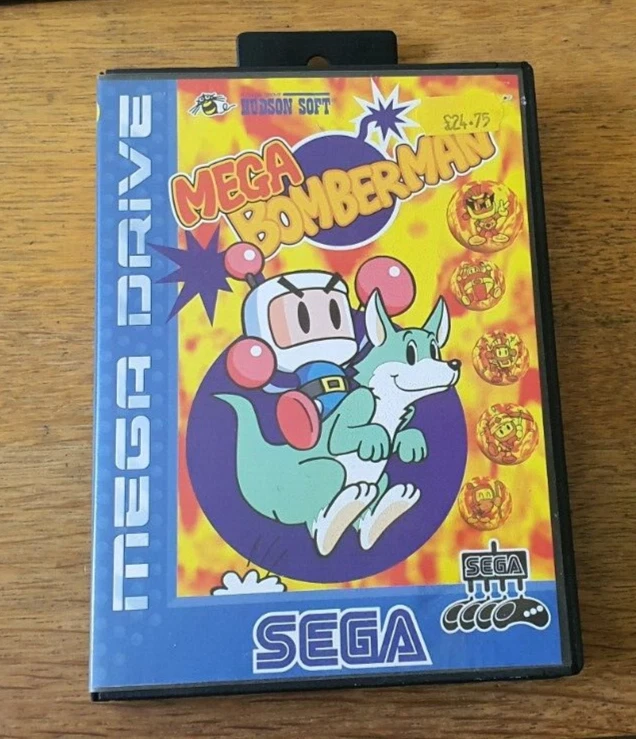 MEGA DRIVE
HUDSON SOFT
£24.75
MEGA
BOMBERMAN
SEGA
SEGA